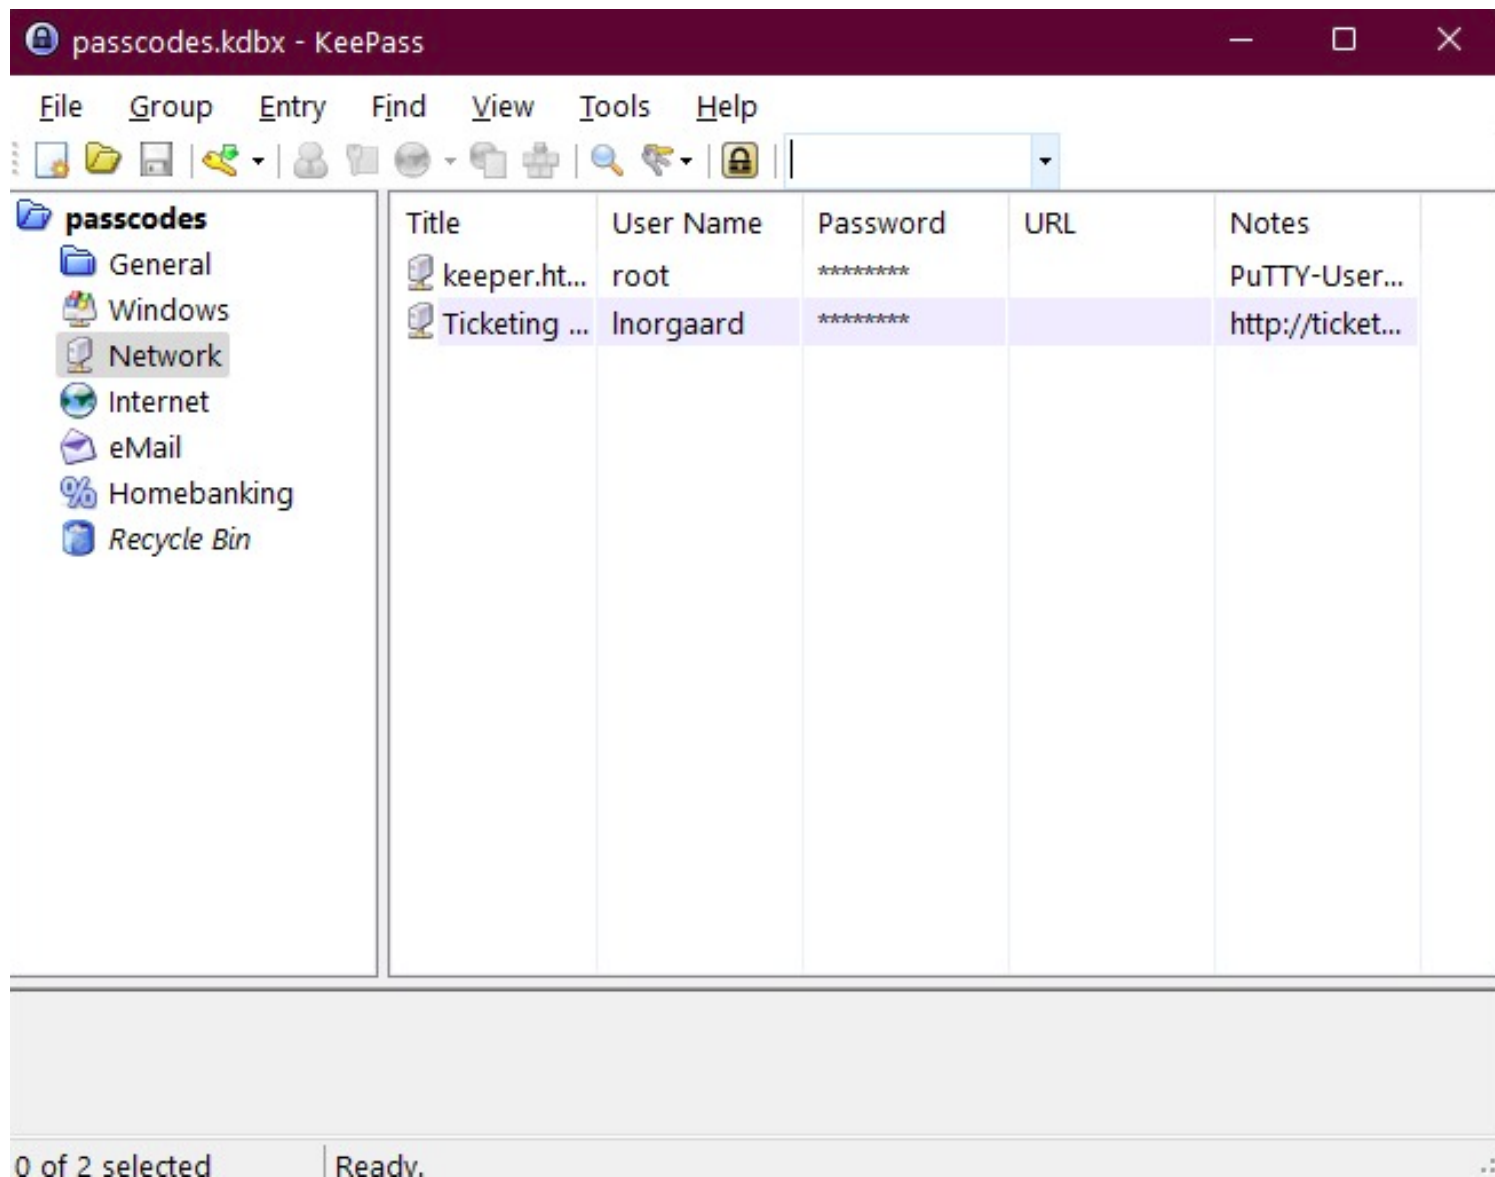 passcodes.kdbx - KeePass
File Group Entry Find View Tools Help
passcodes
General
Windows
Network
Internet
eMail
Homebanking
Recycle Bin
Title User Name Password URL Notes
keeper.ht... root ******** PuTTY-User...
Ticketing ... lnorgaard ******** http://ticket...
0 of 2 selected Ready.